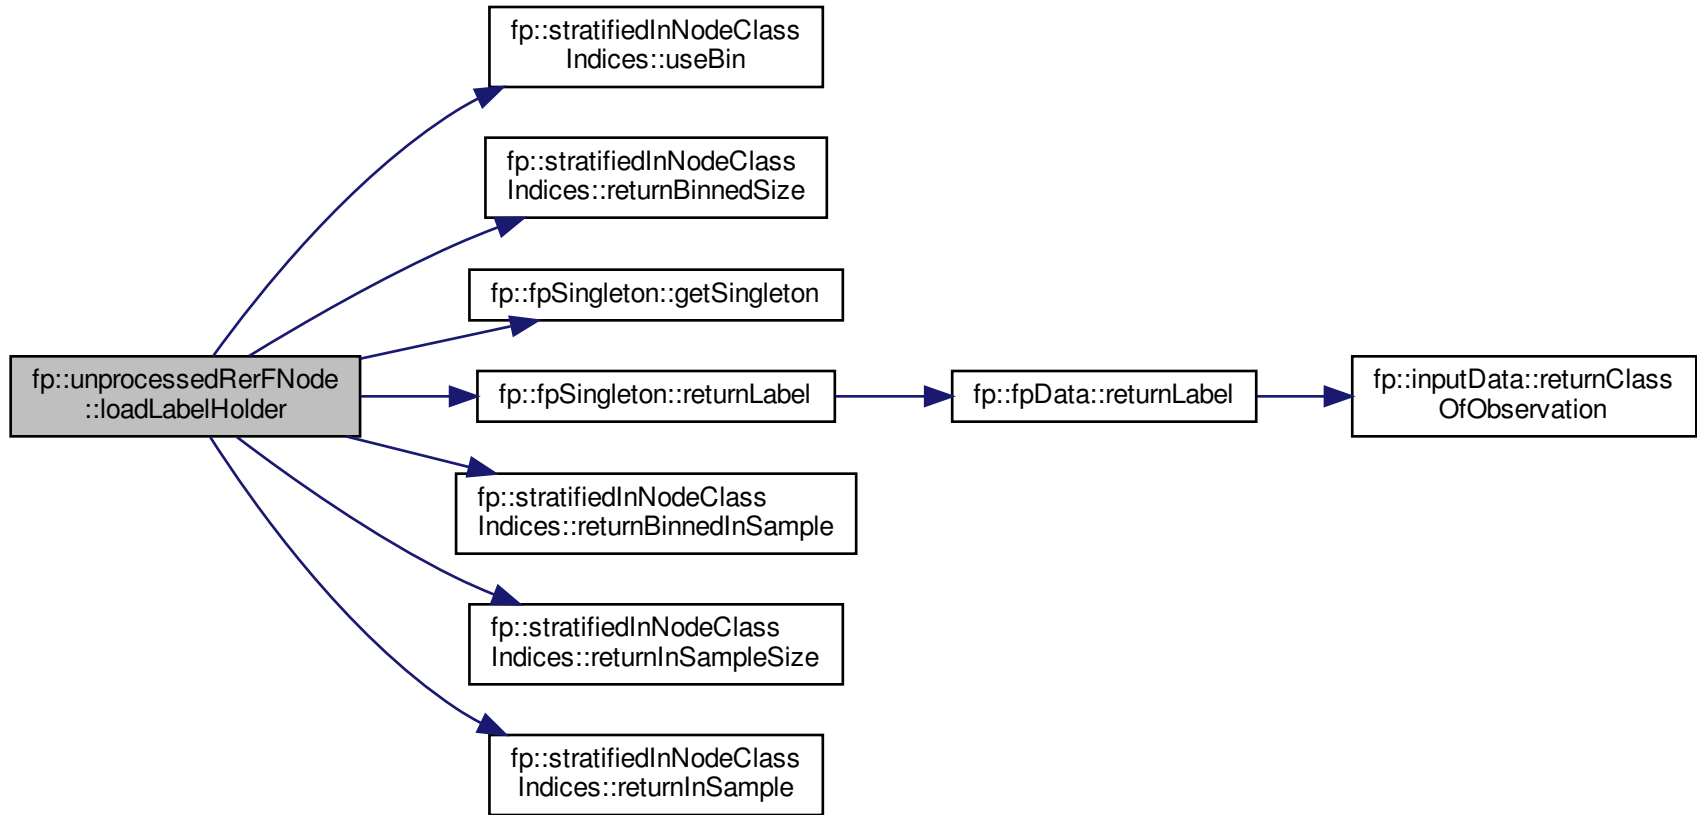 fp::stratifiedInNodeClass
Indices::useBin
fp::stratifiedInNodeClass
Indices::returnBinnedSize
fp::fpSingleton::getSingleton
fp::unprocessedRerFNode
::loadLabelHolder
fp::fpSingleton::returnLabel
fp::fpData::returnLabel
fp::inputData::returnClass
OfObservation
fp::stratifiedInNodeClass
Indices::returnBinnedInSample
fp::stratifiedInNodeClass
Indices::returnInSampleSize
fp::stratifiedInNodeClass
Indices::returnInSample